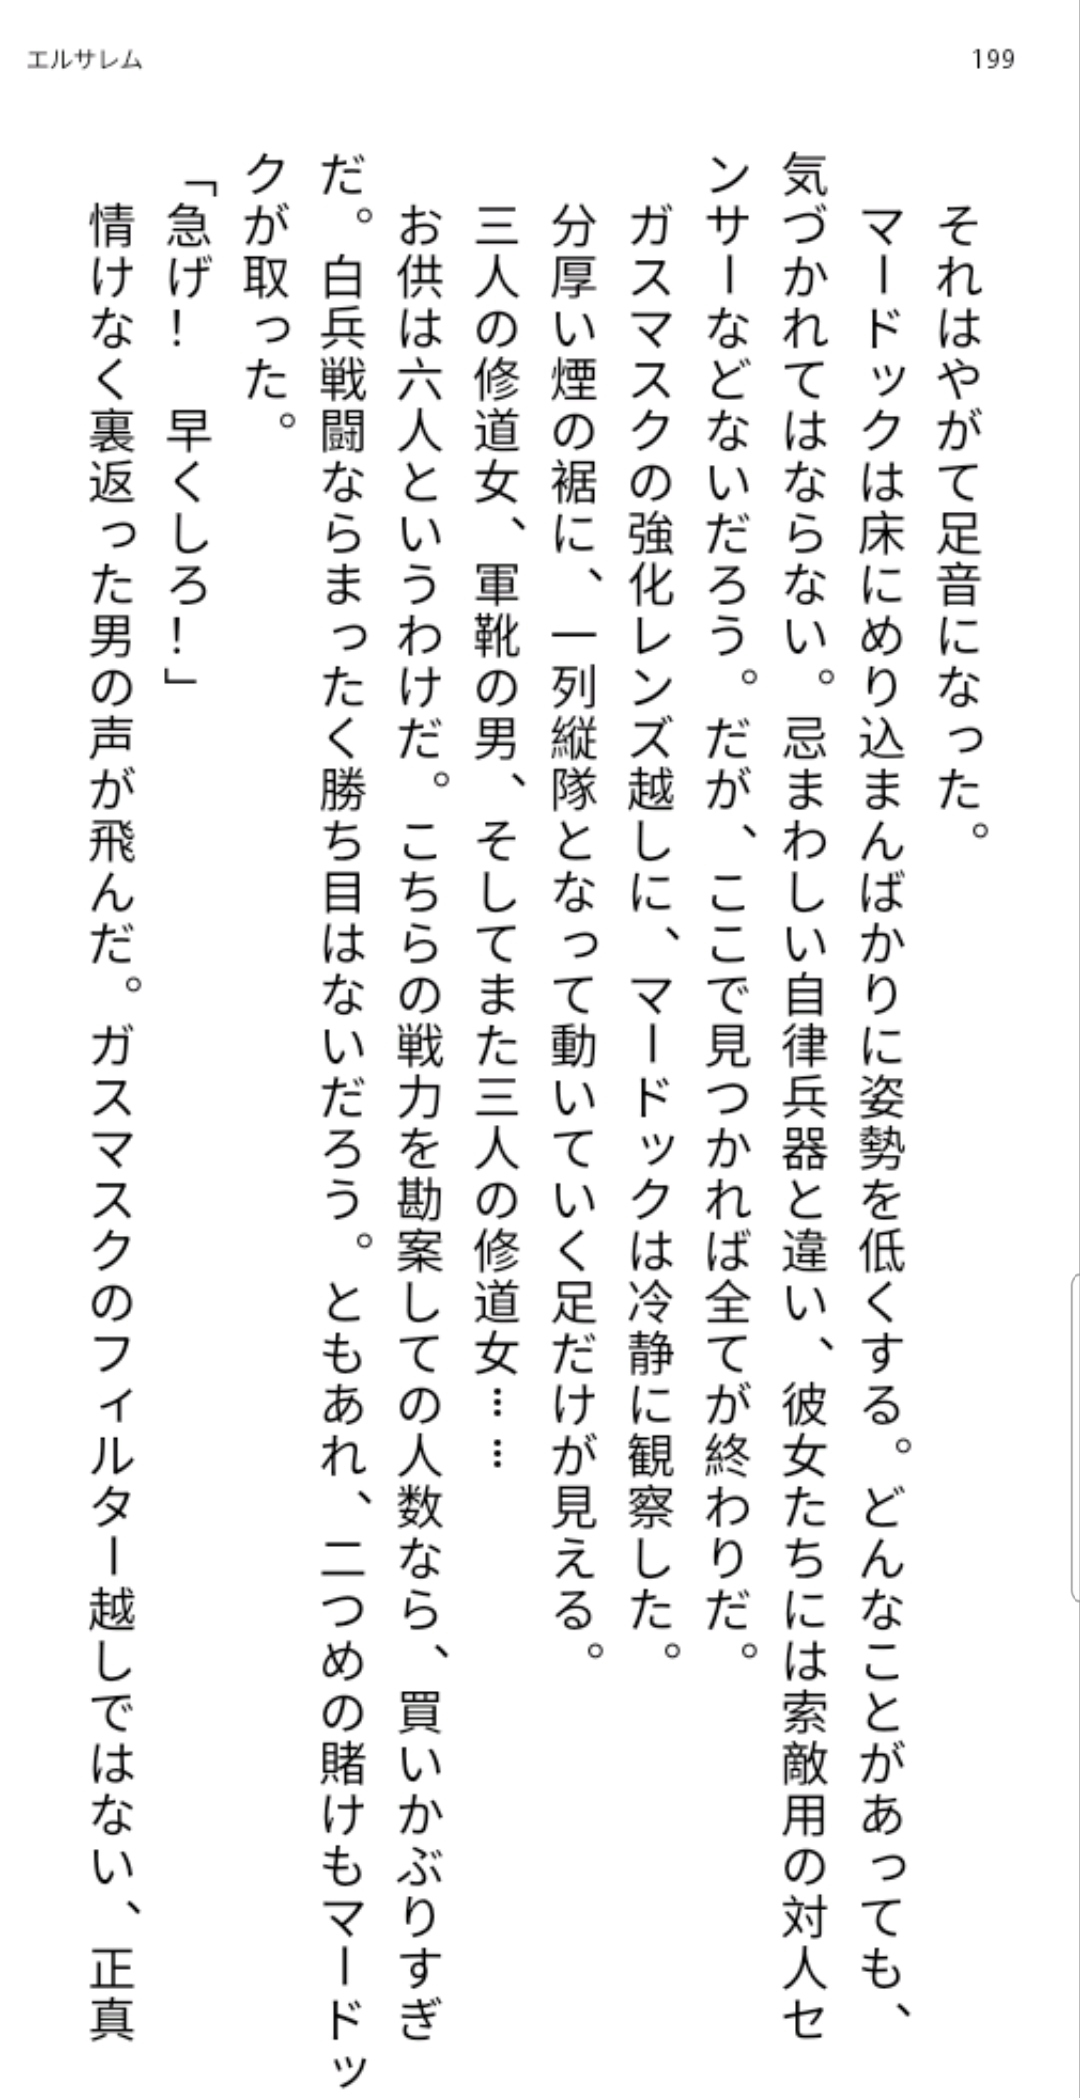 エルサレム
199
それはやがて足音になった。
マードックは床にめり込まんばかりに姿勢を低くする。どんなことがあっても、
気づかれてはならない。忌まわしい自律兵器と違い、彼女たちには索敵用の対人セ
ンサーなどないだろう。だが、ここで見つかれば全てが終わりだ。
ガスマスクの強化レンズ越しに、マードックは冷静に観察した。
分厚い煙の裾に、一列縦隊となって動いていく足だけが見える。
三人の修道女、軍靴の男、そしてまた三人の修道女……
お供は六人というわけだ。こちらの戦力を勘案しての人数なら、買いかぶりすぎ
だ。白兵戦闘ならまったく勝ち目はないだろう。ともあれ、二つめの賭けもマードッ
クが取った。
「急げ！　早くしろ！」
情けなく裏返った男の声が飛んだ。ガスマスクのフィルター越しではない、正真